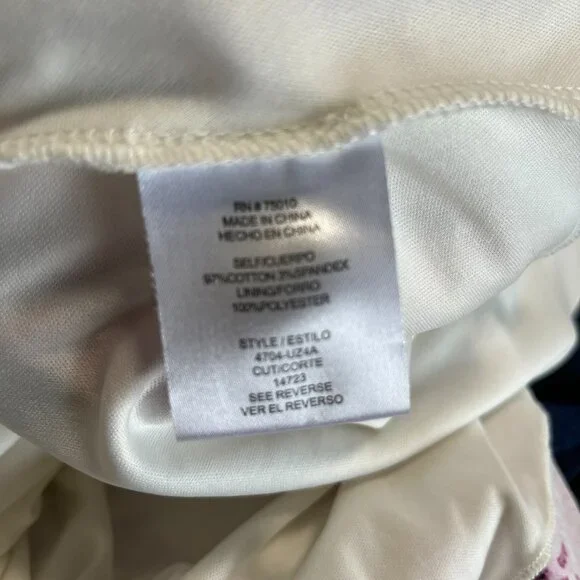 RN # 75010
MADE IN CHINA
HECHO EN CHINA
SELF/CUERPO
97%COTTON 3%SPANDEX
LINING/FORRO
100%POLYESTER
STYLE / ESTILO
4704-UZ4A
CUT/CORTE
14723
SEE REVERSE
VER EL REVERSO